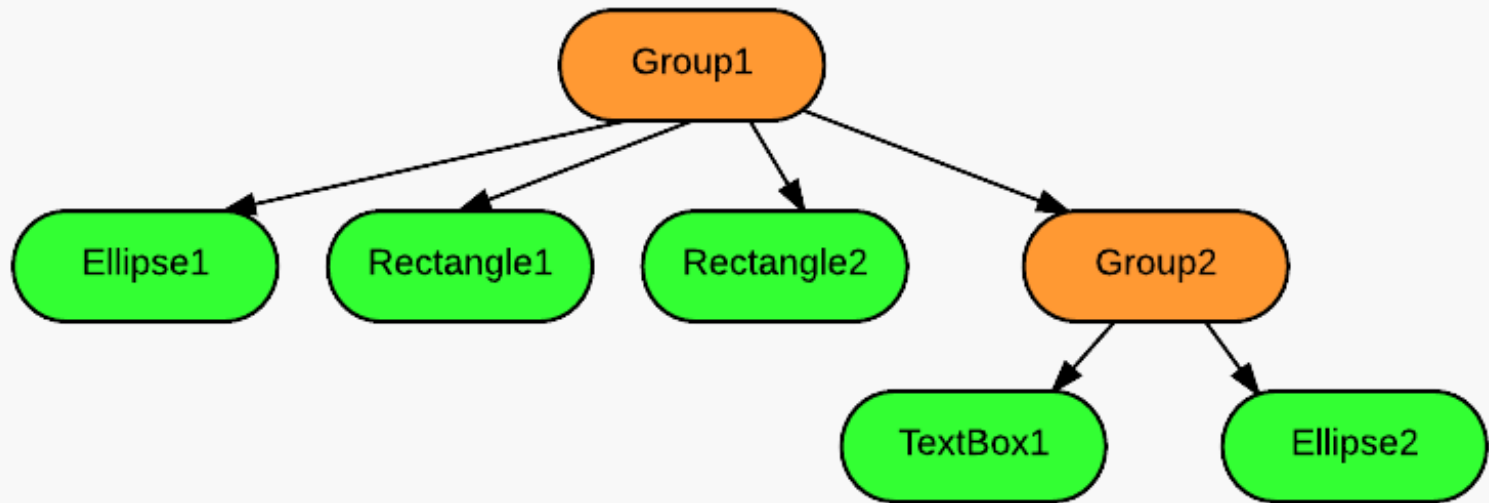 Group1
Ellipse1
Rectangle1
Rectangle2
Group2
TextBox1
Ellipse2